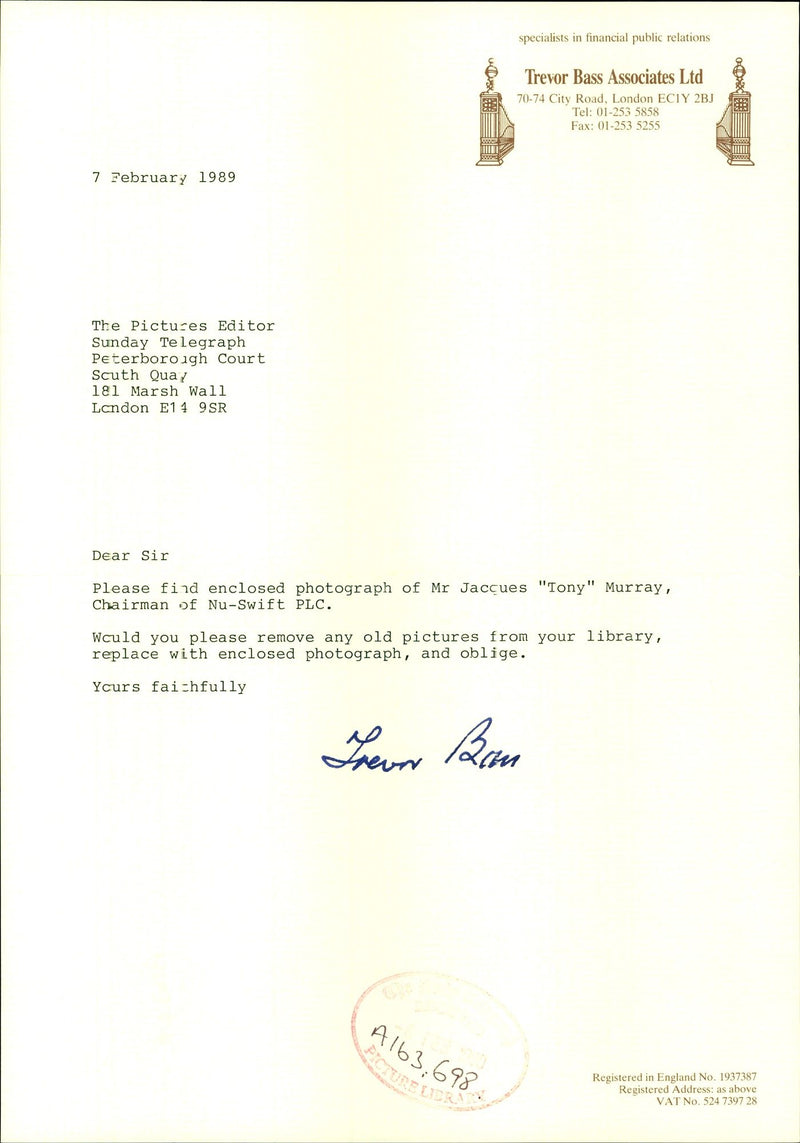 specialists in financial public relations
Trevor Bass Associates Ltd
70-74 City Road, London EC1Y 2BJ
Tel: 01-253 5858
Fax: 01-253 5255
7 February 1989
The Pictures Editor
Sunday Telegraph
Peterborough Court
South Quay
181 Marsh Wall
London E14 9SR
Dear Sir
Please find enclosed photograph of Mr Jacques "Tony" Murray,
Chairman of Nu-Swift PLC.
Would you please remove any old pictures from your library,
replace with enclosed photograph, and oblige.
Yours faithfully
Trevor Bass
A163,698
PICTURE LIBRARY
Registered in England No. 1937387
Registered Address: as above
VAT No. 524 7397 28